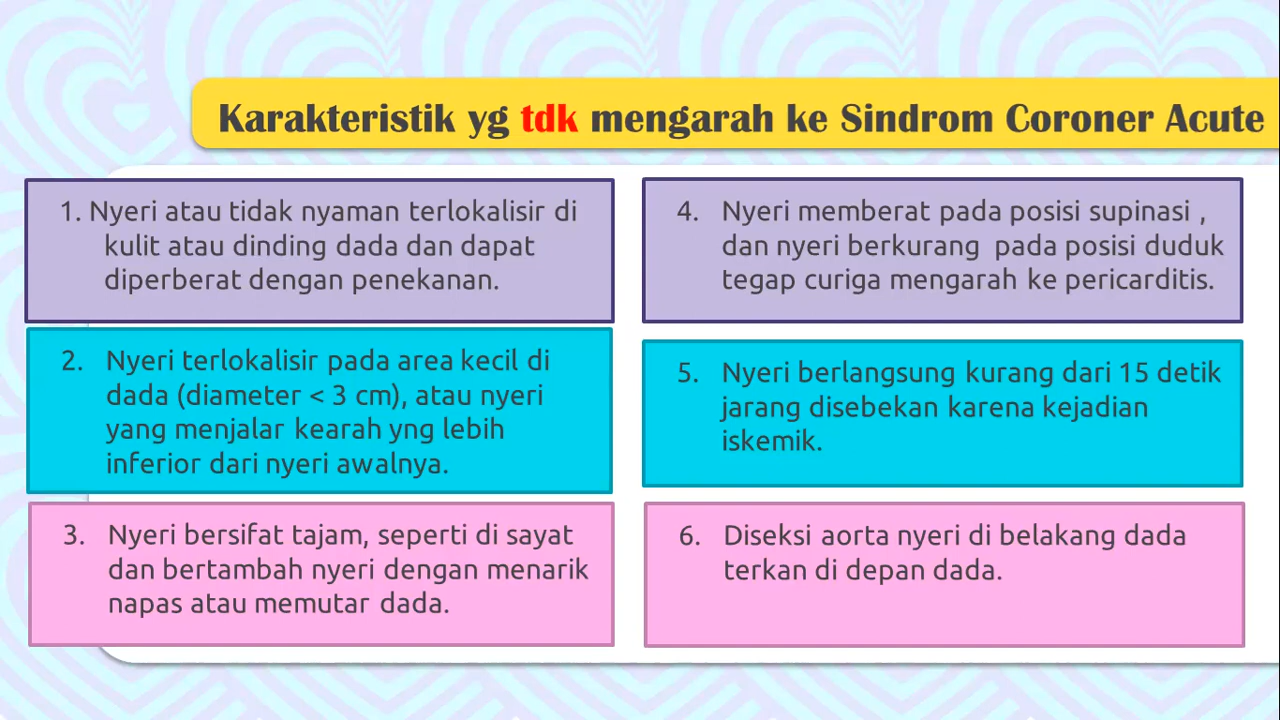 Karakteristik yg tdk mengarah ke Sindrom Coroner Acute
1. Nyeri atau tidak nyaman terlokalisir di
kulit atau dinding dada dan dapat
diperberat dengan penekanan.
2. Nyeri terlokalisir pada area kecil di
dada (diameter < 3 cm), atau nyeri
yang menjalar kearah yng lebih
inferior dari nyeri awalnya.
3. Nyeri bersifat tajam, seperti di sayat
dan bertambah nyeri dengan menarik
napas atau memutar dada.
4. Nyeri memberat pada posisi supinasi ,
dan nyeri berkurang pada posisi duduk
tegap curiga mengarah ke pericarditis.
5. Nyeri berlangsung kurang dari 15 detik
jarang disebekan karena kejadian
iskemik.
6. Diseksi aorta nyeri di belakang dada
terkan di depan dada.